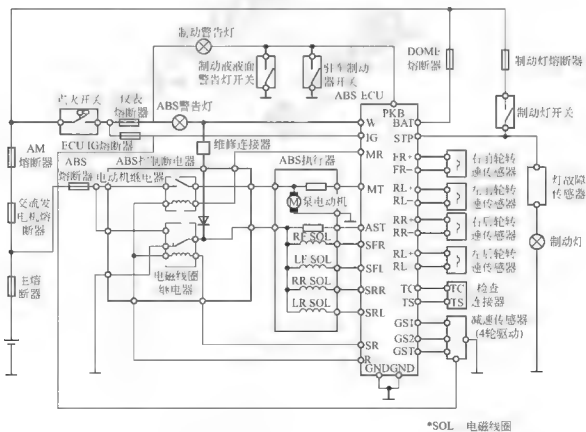 制动警告灯
制动液液面
警告灯开关
驻车制动
器开关
DOME
熔断器
制动灯熔断器
制动灯开关
点火开关
仪表
熔断器
ABS警告灯
ABS ECU
PKB
AM
熔断器
ECU IG熔断器
维修连接器
ABS
熔断器
ABS控制继电器
电动机继电器
ABS执行器
M
泵电动机
交流发
电机熔
断器
主熔
断器
电磁线圈
继电器
RF SOL
LF SOL
RR SOL
LR SOL
W
IG
MR
MT
AST
SFR
SFL
SRR
SRL
SR
R
BAT
STP
FR+
FR−
RL+
RL−
RR+
RR−
RL+
RL−
TC
TS
GS1
GS2
GST
GND
GND
右前轮转
速传感器
左前轮转
速传感器
右后轮转
速传感器
左后轮转
速传感器
TC
TS
检查
连接器
减速传感器
(4轮驱动)
灯故障
传感器
制动灯
*SOL 电磁线圈